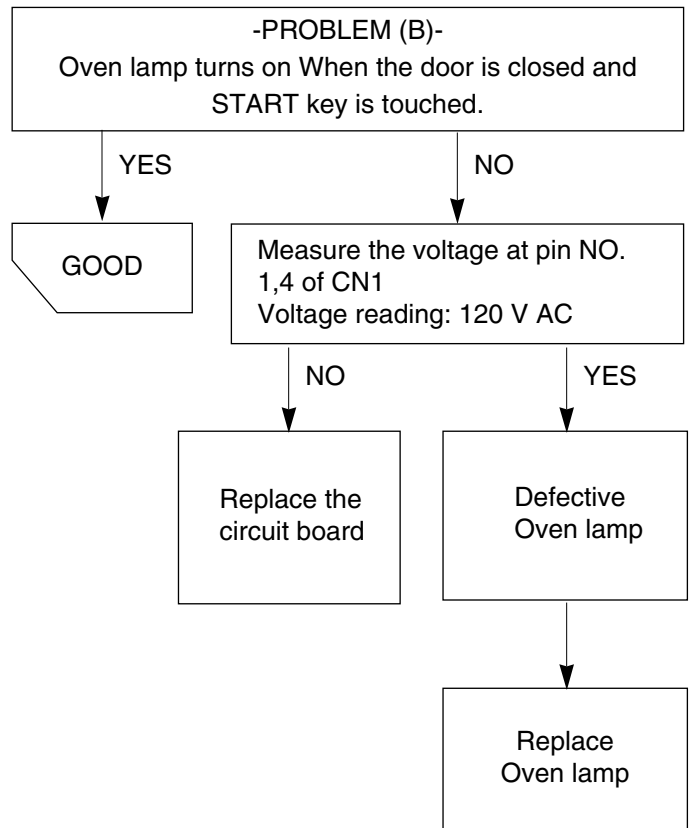 -PROBLEM (B)-
Oven lamp turns on When the door is closed and
START key is touched.
YES
NO
GOOD
Measure the voltage at pin NO.
1,4 of CN1
Voltage reading: 120 V AC
NO
YES
Replace the
circuit board
Defective
Oven lamp
Replace
Oven lamp